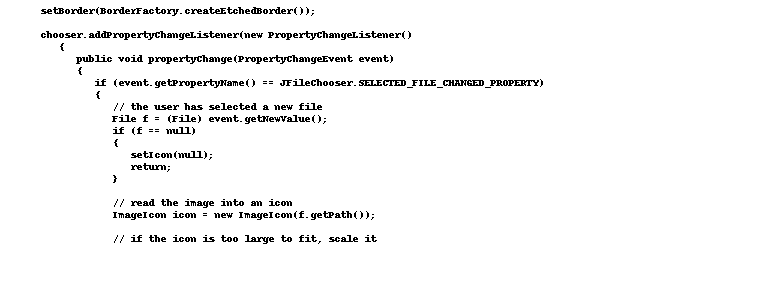 setBorder(BorderFactory.createEtchedBorder());
chooser.addPropertyChangeListener(new PropertyChangeListener()
{
public void propertyChange(PropertyChangeEvent event)
{
if (event.getPropertyName() == JFileChooser.SELECTED_FILE_CHANGED_PROPERTY)
{
// the user has selected a new file
File f = (File) event.getNewValue();
if (f == null)
{
setIcon(null);
return;
}
// read the image into an icon
ImageIcon icon = new ImageIcon(f.getPath());
// if the icon is too large to fit, scale it